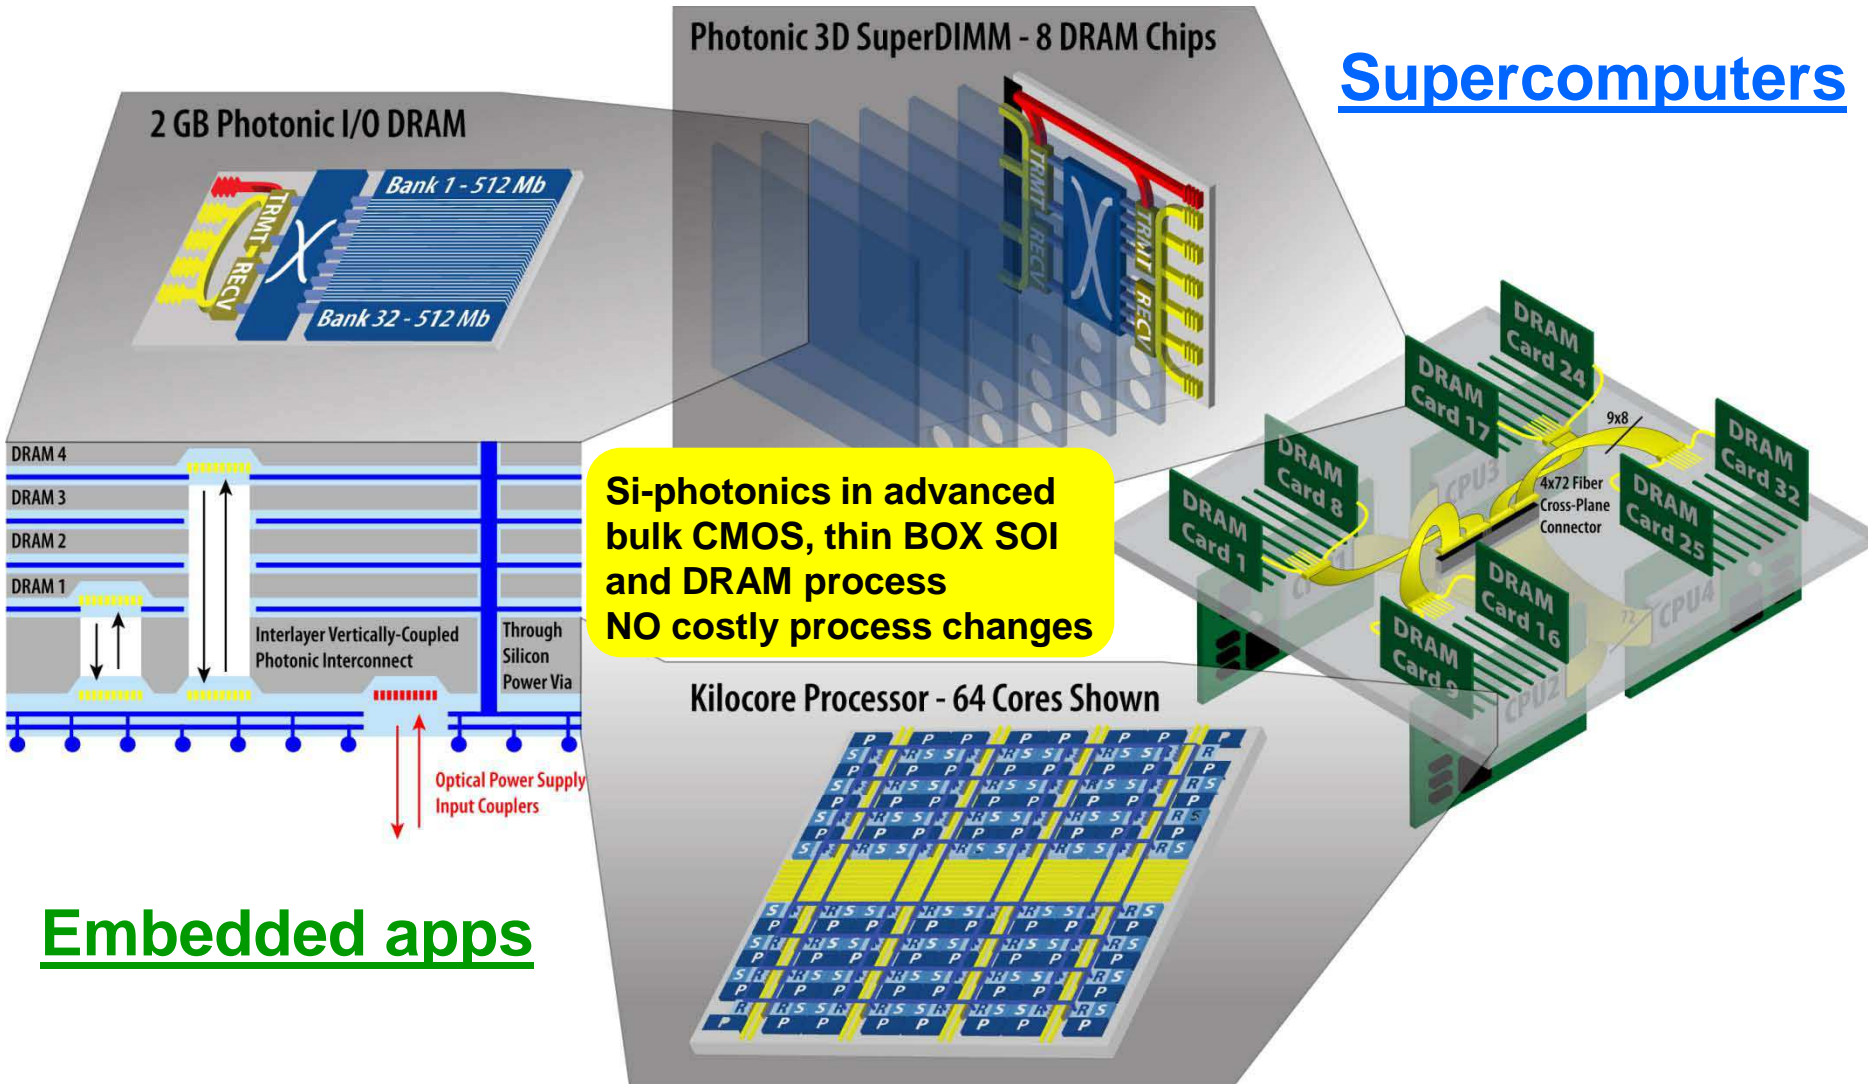 Photonic 3D SuperDIMM - 8 DRAM Chips
Supercomputers
2 GB Photonic I/O DRAM
Bank 1 - 512 Mb
TRMT
RECV
Bank 32 - 512 Mb
TRMT
RECV
TRMT
RECV
DRAM
Card 24
DRAM
Card 17
9x8
DRAM
Card 32
DRAM
Card 25
DRAM
Card 8
DRAM
Card 1
CPU3
4x72 Fiber
Cross-Plane
Connector
DRAM
Card 16
DRAM
Card 9
72
CPU4
CPU2
DRAM 4
DRAM 3
DRAM 2
DRAM 1
Interlayer Vertically-Coupled
Photonic Interconnect
Through
Silicon
Power Via
Optical Power Supply
Input Couplers
Si-photonics in advanced
bulk CMOS, thin BOX SOI
and DRAM process
NO costly process changes
Kilocore Processor - 64 Cores Shown
Embedded apps